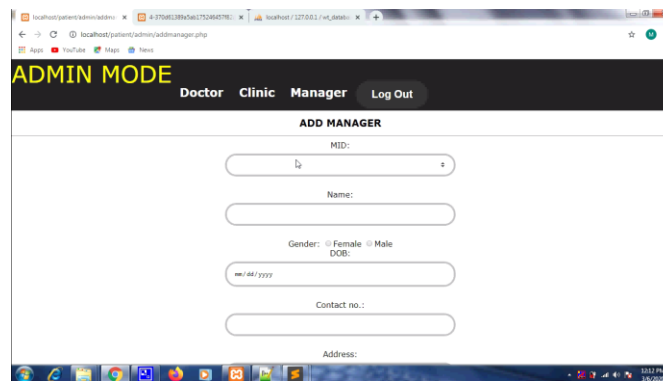 localhost/patient/admin/addma
localhost / 127.0.0.1 / wt_databa
localhost/patient/admin/addmanager.php
M
Apps YouTube Maps News
ADMIN MODE
Doctor Clinic Manager Log Out
ADD MANAGER
MID:
Name:
Gender: Female Male
DOB:
mm/dd/yyyy
Contact no.:
Address: